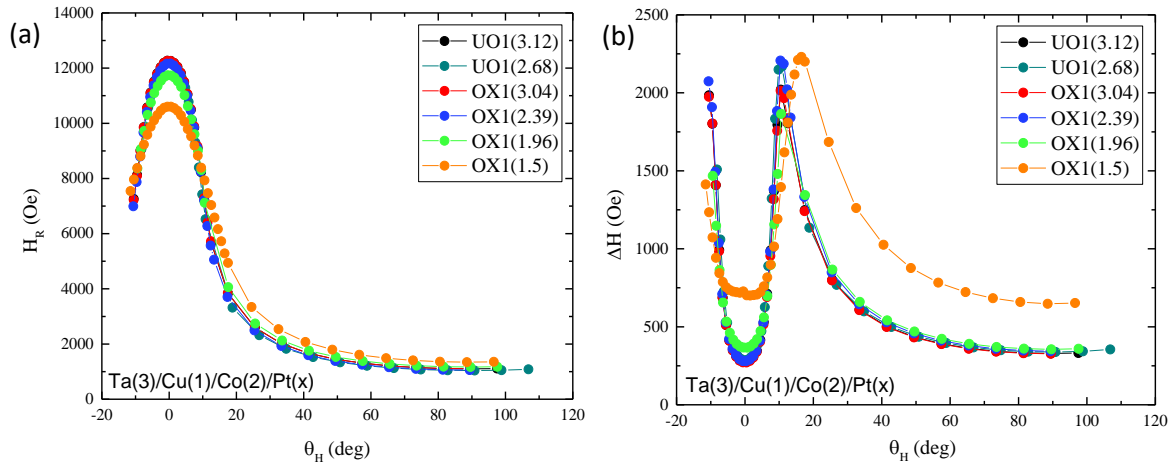 (a)
UO1(3.12)
UO1(2.68)
OX1(3.04)
OX1(2.39)
OX1(1.96)
OX1(1.5)
14000
12000
10000
8000
6000
4000
2000
0
H_R (Oe)
Ta(3)/Cu(1)/Co(2)/Pt(x)
-20 0 20 40 60 80 100 120
θ_H (deg)
(b)
UO1(3.12)
UO1(2.68)
OX1(3.04)
OX1(2.39)
OX1(1.96)
OX1(1.5)
2500
2000
1500
1000
500
0
ΔH (Oe)
Ta(3)/Cu(1)/Co(2)/Pt(x)
-20 0 20 40 60 80 100 120
θ_H (deg)